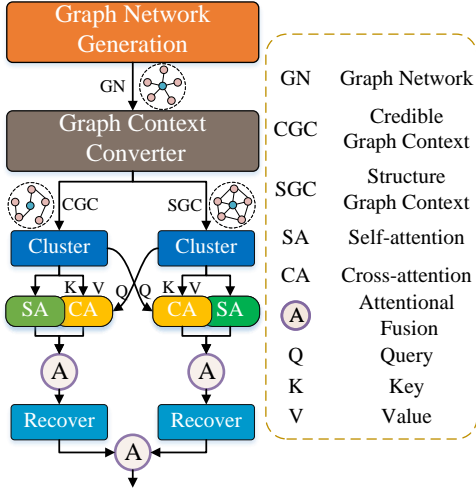 Graph Network
Generation
GN
Graph Context
Converter
CGC
SGC
Cluster
Cluster
K
V
Q
Q
K
V
SA
CA
CA
SA
A
A
Recover
Recover
A
GN Graph Network
CGC Credible
Graph Context
SGC Structure
Graph Context
SA Self-attention
CA Cross-attention
A Attentional
Fusion
Q Query
K Key
V Value